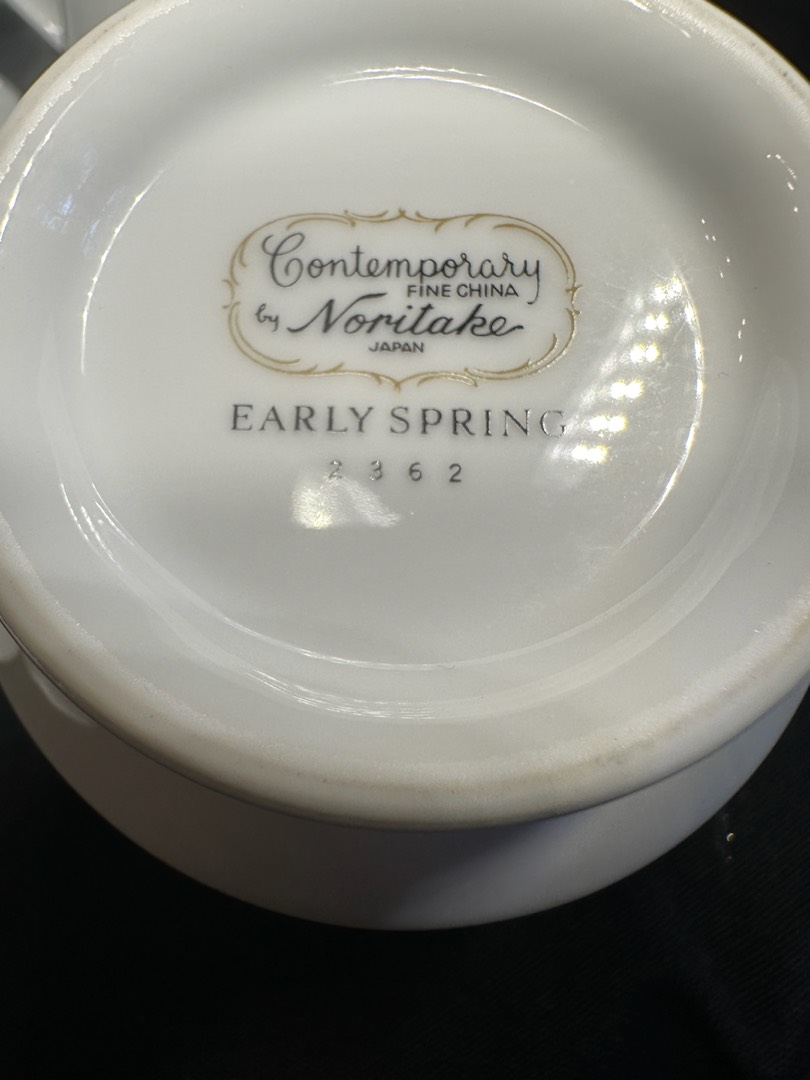 Contemporary
FINE CHINA
by Noritake
JAPAN
EARLY SPRING
2362